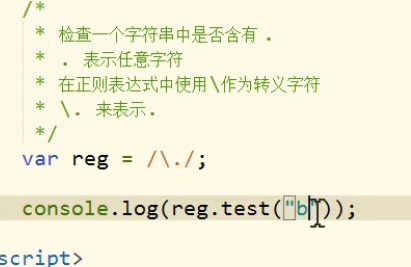 /*
* 检查一个字符串中是否含有 .
* . 表示任意字符
* 在正则表达式中使用\作为转义字符
* \. 来表示.
*/
var reg = /\./;
console.log(reg.test("b"));
script>